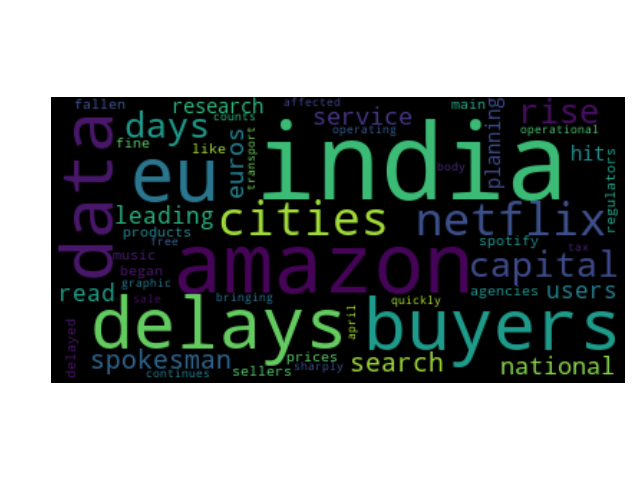 fallen research affected main rise
days counts service planning operational
data fine like euros transport operating india hit regulators
eu body
leading cities netflix
products free spotify
music amazon tax capital
began graphic
read sale bringing quickly agencies users
delayed delays april buyers
spokesman prices search national
continues sellers sharply